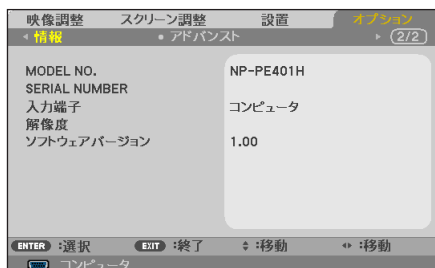 映像調整 スクリーン調整 設置 オプション
情報 ● アドバンスト (2/2)
MODEL NO. NP-PE401H
SERIAL NUMBER
入力端子 コンピュータ
解像度
ソフトウェアバージョン 1.00
ENTER :選択 EXIT :終了 :移動 :移動
コンピュータ